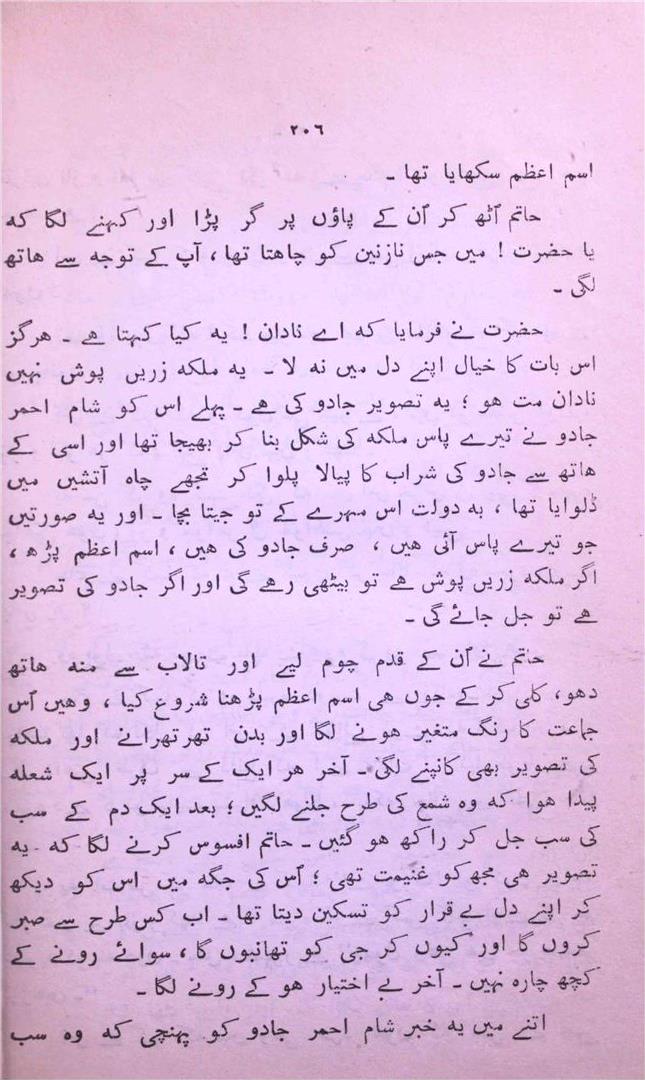 ۲۰۶
اسم اعظم سکھایا تھا ۔
حاتم اُٹھ کر اُن کے پاؤں پر گر پڑا اور کہنے لگا کہ
یا حضرت ! میں جس نازنین کو چاھتا تھا ، آپ کے توجہ سے ھاتھ
لگی ۔
حضرت نے فرمایا کہ اے نادان ! یہ کیا کہتا ھے ۔ ھرگز
اس بات کا خیال اپنے دل میں نہ لا ۔ یہ ملکہ زریں پوش نہیں
نادان مت ھو ؛ یہ تصویر جادو کی ھے ۔ پہلے اس کو شام احمر
جادو نے تیرے پاس ملکہ کی شکل بنا کر بھیجا تھا اور اسی کے
ھاتھ سے جادو کی شراب کا پیالا پلوا کر تجھے چاہ آتشیں میں
ڈلوایا تھا ، بہ دولت اس مہرے کے تو جیتا بچا ۔ اور یہ صورتیں
جو تیرے پاس آئی ھیں ، صرف جادو کی ھیں ، اسم اعظم پڑھ ،
اگر ملکہ زریں پوش ھے تو بیٹھی رھے گی اور اگر جادو کی تصویر
ھے تو جل جائے گی ۔
حاتم نے اُن کے قدم چوم لیے اور تالاب سے منہ ھاتھ
دھو ، کلی کر کے جوں ھی اسم اعظم پڑھنا شروع کیا ، وھیں اُس
جماعت کا رنگ متغیر ھونے لگا اور بدن تھرتھرانے اور ملکہ
کی تصویر بھی کانپنے لگی ۔ آخر ھر ایک کے سر پر ایک شعلہ
پیدا ھوا کہ وہ شمع کی طرح جلنے لگیں ؛ بعد ایک دم کے سب
کی سب جل کر راکھ ھو گئیں ۔ حاتم افسوس کرنے لگا کہ یہ
تصویر ھی مجھ کو غنیمت تھی ؛ اُس کی جگہ میں اس کو دیکھ
کر اپنے دل بے قرار کو تسکین دیتا تھا ۔ اب کس طرح سے صبر
کروں گا اور کیوں کر جی کو تھانبوں گا ، سوائے رونے کے
کچھ چارہ نہیں ۔ آخر بے اختیار ھو کے رونے لگا ۔
اتنے میں یہ خبر شام احمر جادو کو پہنچی کہ وہ سب